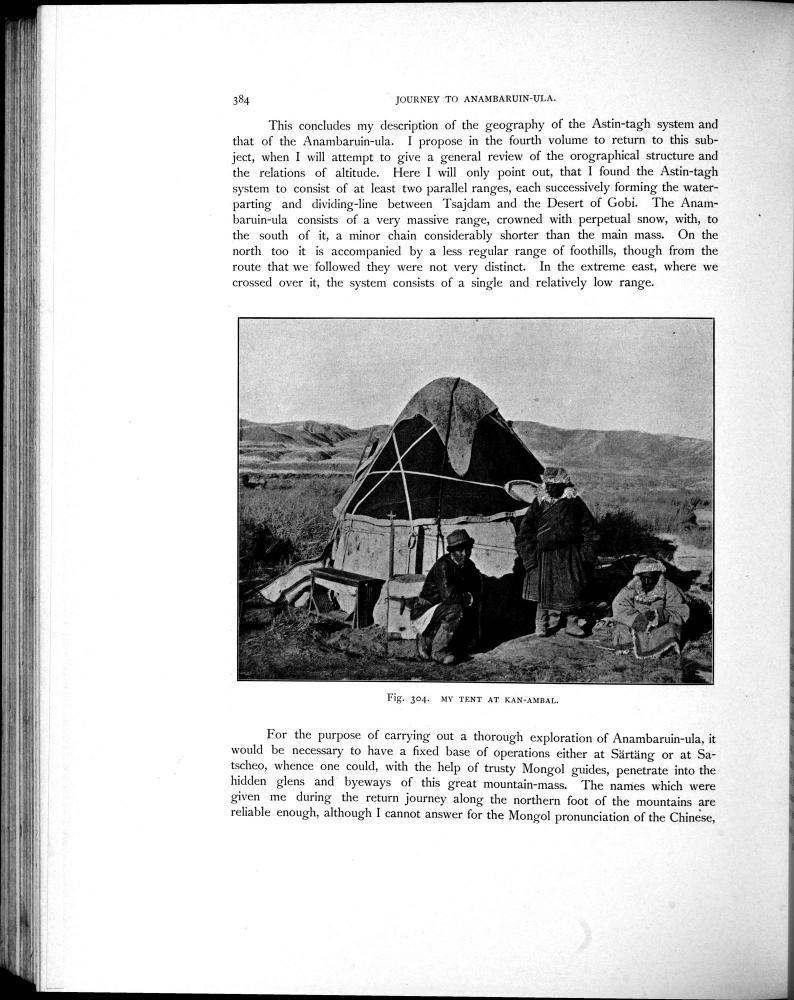 384
JOURNEY TO ANAMBARUIN-ULA.
This concludes my description of the geography of the Astin-tagh system and
that of the Anambaruin-ula. I propose in the fourth volume to return to this sub-
ject, when I will attempt to give a general review of the orographical structure and
the relations of altitude. Here I will only point out, that I found the Astin-tagh
system to consist of at least two parallel ranges, each successively forming the water-
parting and dividing-line between Tsajdam and the Desert of Gobi. The Anam-
baruin-ula consists of a very massive range, crowned with perpetual snow, with, to
the south of it, a minor chain considerably shorter than the main mass. On the
north too it is accompanied by a less regular range of foothills, though from the
route that we followed they were not very distinct. In the extreme east, where we
crossed over it, the system consists of a single and relatively low range.
Fig. 304. MY TENT AT KAN-AMBAL.
For the purpose of carrying out a thorough exploration of Anambaruin-ula, it
would be necessary to have a fixed base of operations either at Särtäng or at Sa-
tscheo, whence one could, with the help of trusty Mongol guides, penetrate into the
hidden glens and byeways of this great mountain-mass. The names which were
given me during the return journey along the northern foot of the mountains are
reliable enough, although I cannot answer for the Mongol pronunciation of the Chinese,